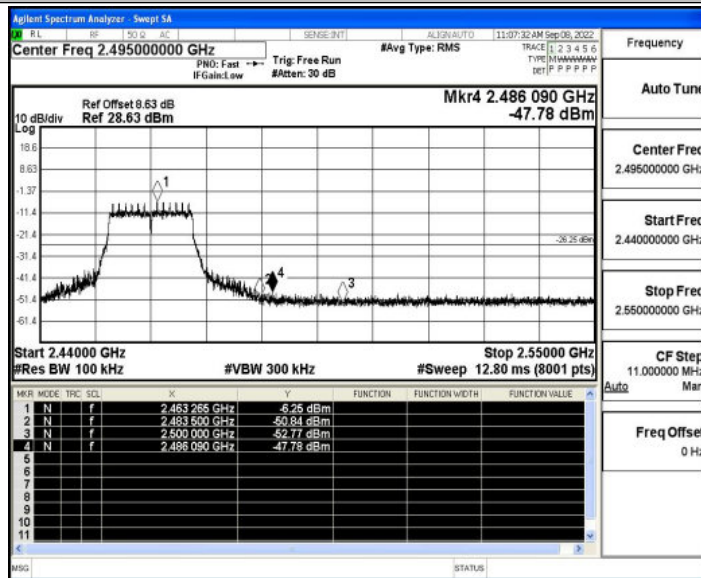 Agilent Spectrum Analyzer - Swept SA
RL RF 50 Ω AC SENSE:INT ALIGNAUTO 11:07:32 AM Sep 08, 2022
Center Freq 2.495000000 GHz
PNO: Fast
IFGain:Low
Trig: Free Run
#Atten: 30 dB
#Avg Type: RMS
TRACE 1 2 3 4 5 6
TYPE
DET P P P P P P
Ref Offset 8.63 dB
10 dB/div Ref 28.63 dBm
Log
Mkr4 2.486 090 GHz
-47.78 dBm
18.6
8.63
-1.37
-11.4
-21.4
-31.4
-41.4
-51.4
-61.4
1
4
3
-26.25 dBm
Start 2.44000 GHz Stop 2.55000 GHz
#Res BW 100 kHz #VBW 300 kHz #Sweep 12.80 ms (8001 pts)
MKR MODE TRC SCL X Y FUNCTION FUNCTION WIDTH FUNCTION VALUE
1 N f 2.463 265 GHz -6.25 dBm
2 N f 2.483 500 GHz -50.84 dBm
3 N f 2.500 000 GHz -52.77 dBm
4 N f 2.486 090 GHz -47.78 dBm
5
6
7
8
9
10
11
MSG STATUS
Frequency
Auto Tune
Center Freq
2.495000000 GHz
Start Freq
2.440000000 GHz
Stop Freq
2.550000000 GHz
CF Step
11.000000 MHz
Auto Man
Freq Offset
0 Hz